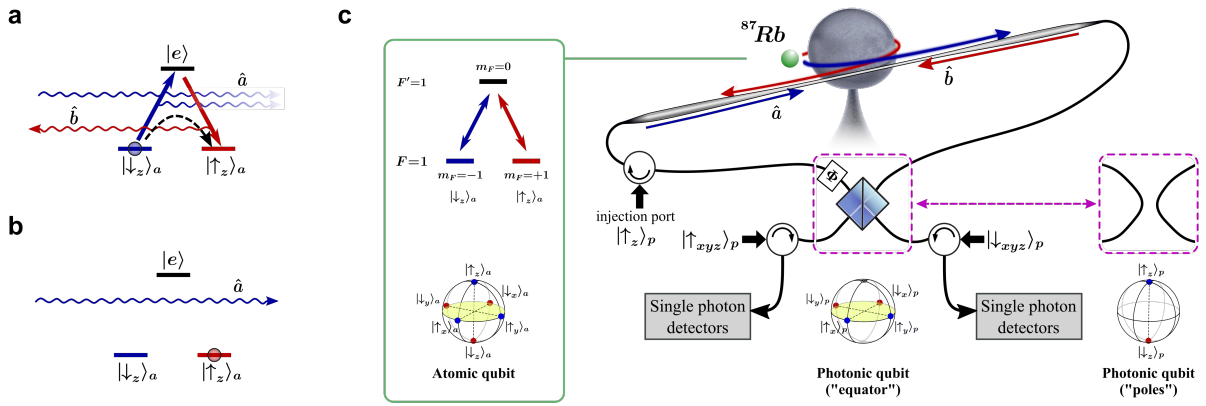 a
|e⟩
â
b̂
|↓z⟩a
|↑z⟩a
b
|e⟩
â
|↓z⟩a
|↑z⟩a
c
F'=1
mF=0
F=1
mF=−1
mF=+1
|↓z⟩a
|↑z⟩a
|↑z⟩a
|↓y⟩a
|↓x⟩a
|↑x⟩a
|↑y⟩a
|↓z⟩a
Atomic qubit
87Rb
b̂
â
Φ
injection port
|↑z⟩p
|↑xyz⟩p
|↓xyz⟩p
Single photon
detectors
Single photon
detectors
|↓y⟩p
|↓x⟩p
|↑x⟩p
|↑y⟩p
Photonic qubit
("equator")
|↑z⟩p
|↓z⟩p
Photonic qubit
("poles")